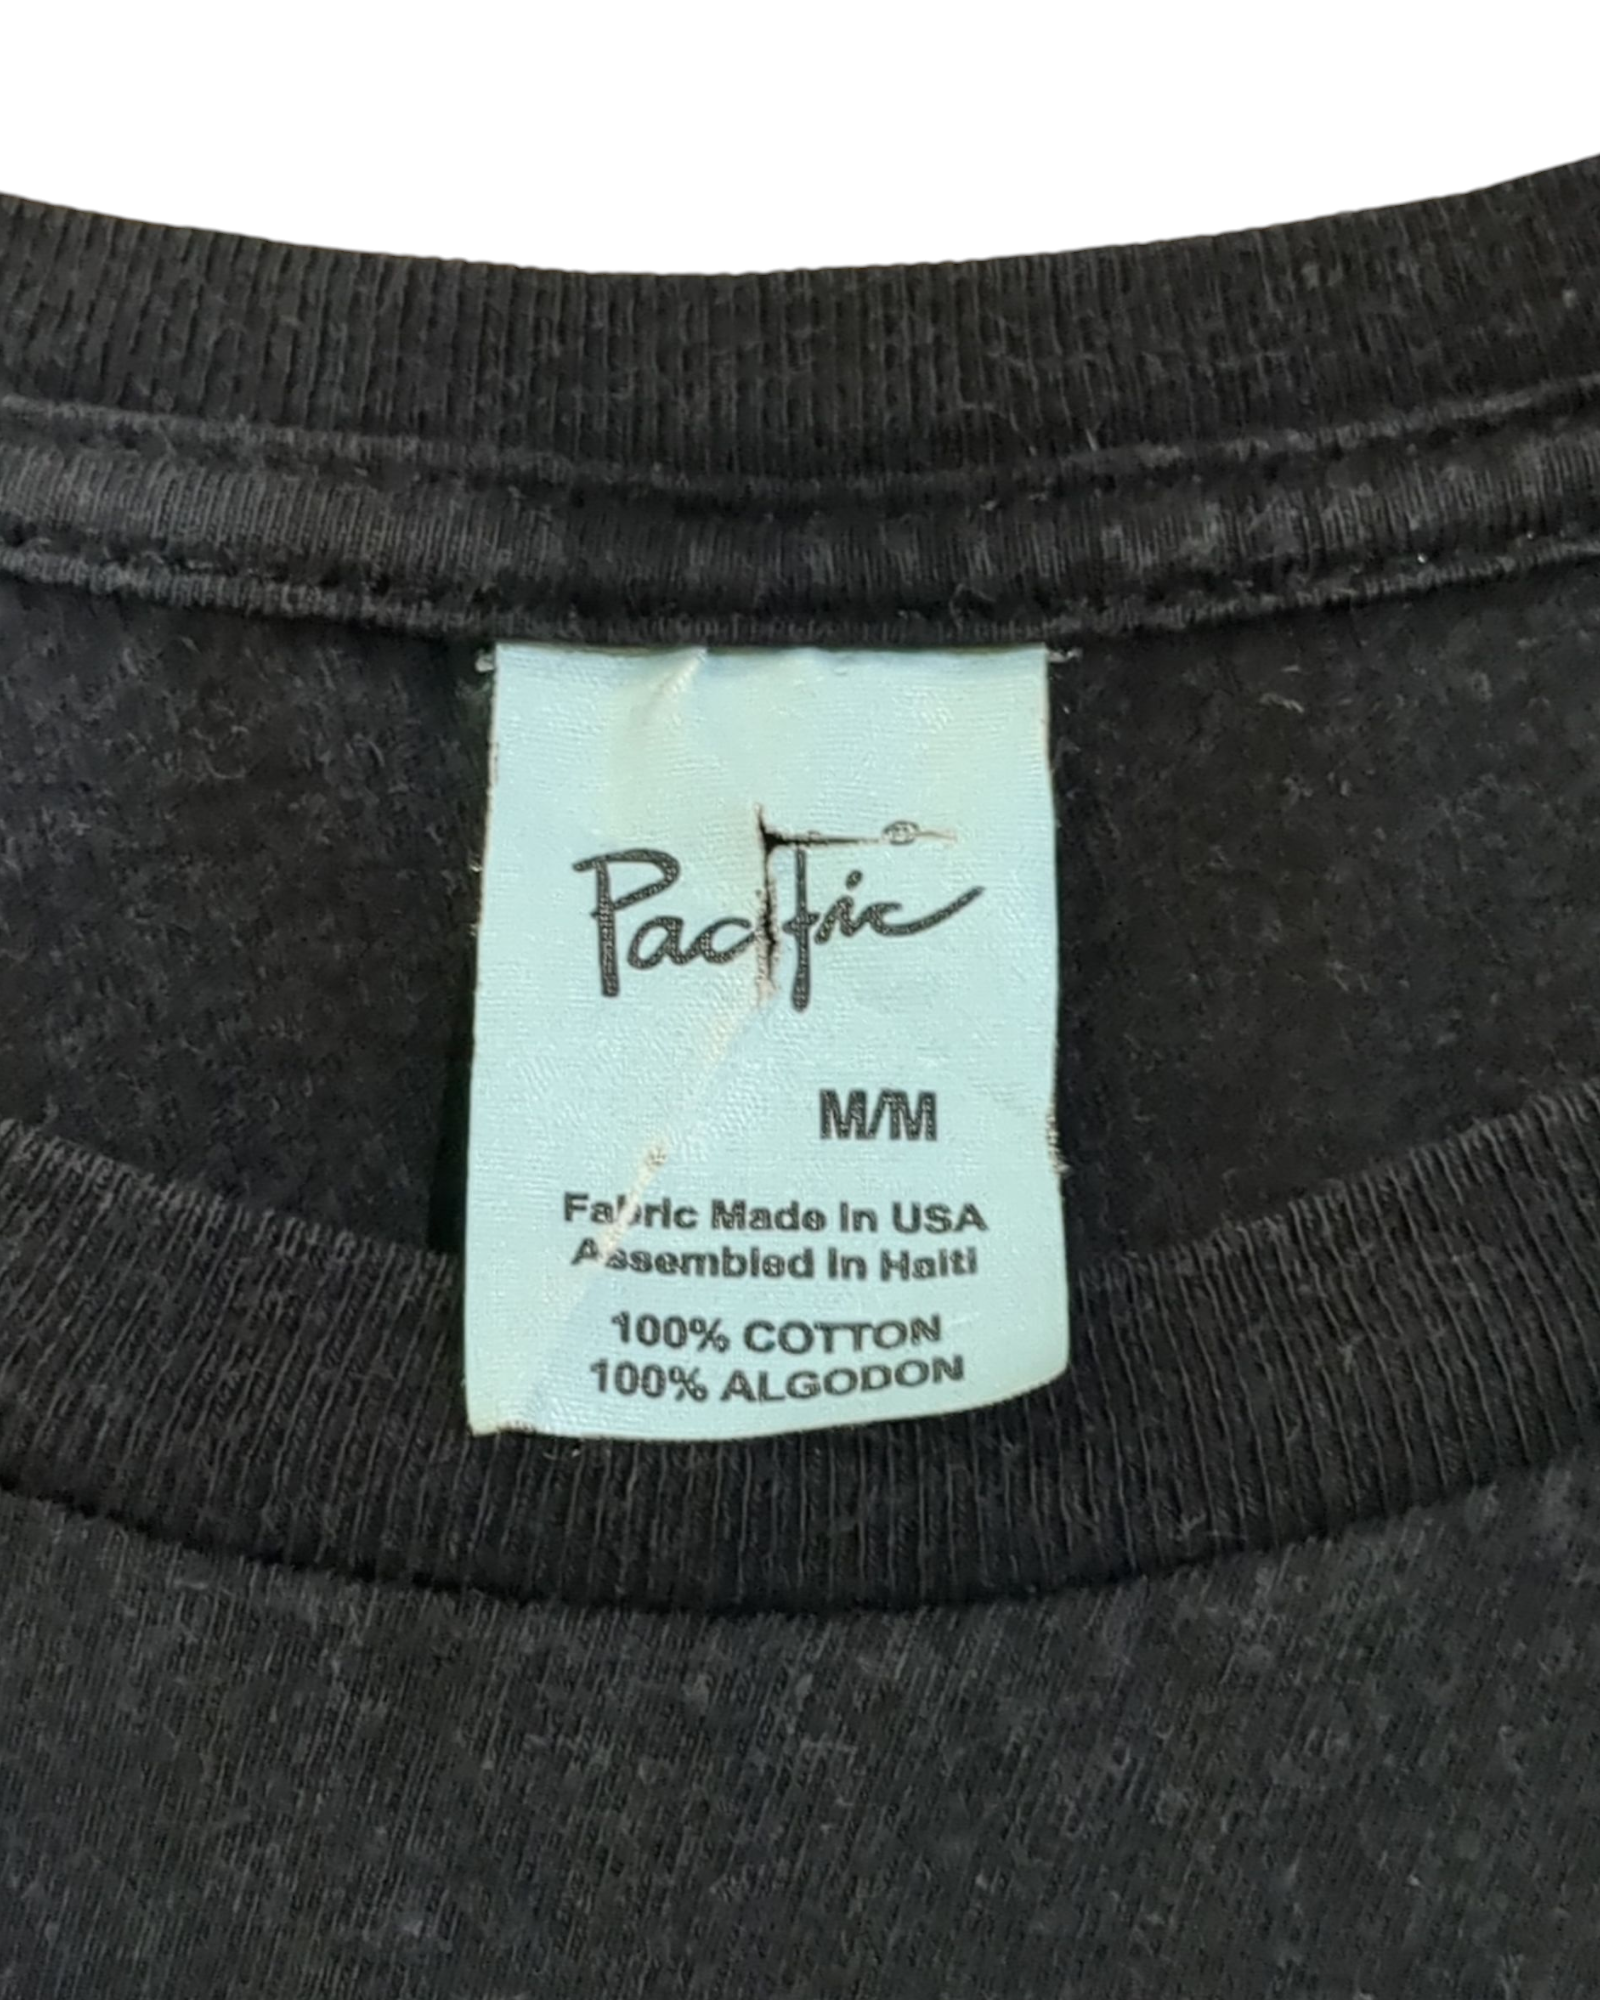 Pacific
M/M
Fabric Made In USA
Assembled In Haiti
100% COTTON
100% ALGODON